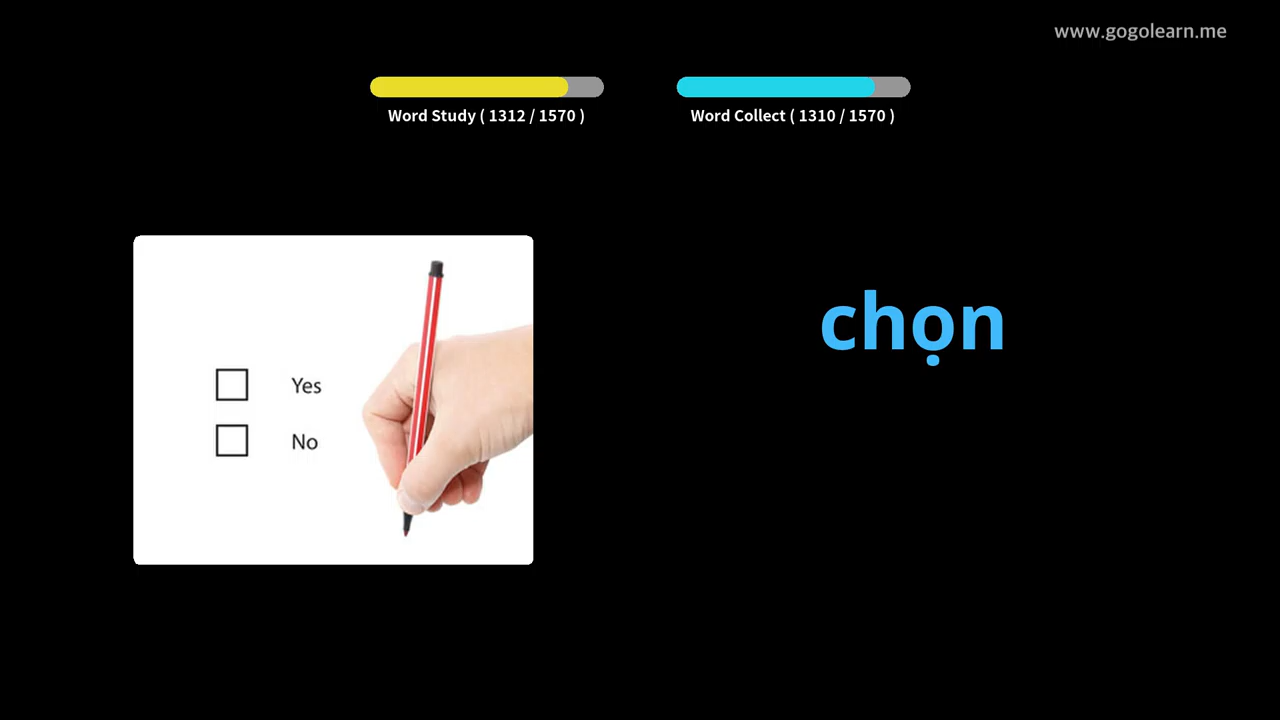 www.gogolearn.me
Word Study ( 1312 / 1570 )
Word Collect ( 1310 / 1570 )
chọn
Yes
No